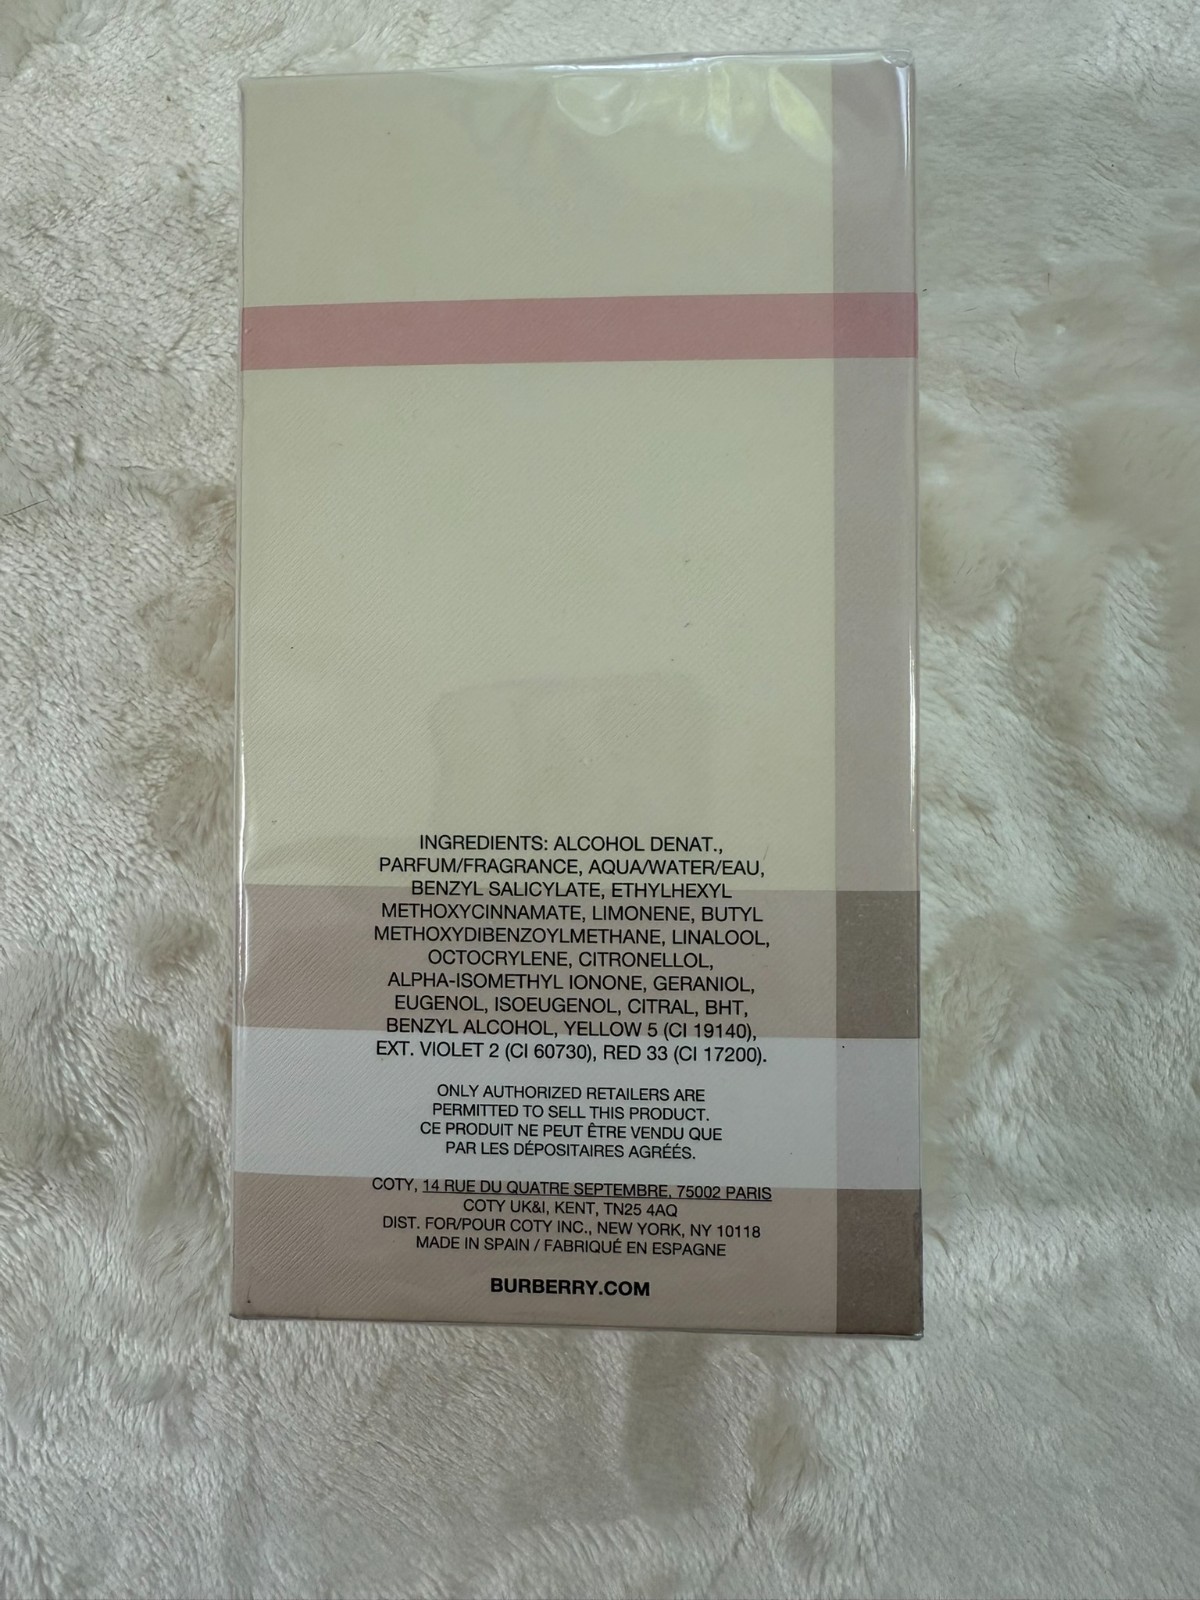 INGREDIENTS: ALCOHOL DENAT.,
PARFUM/FRAGRANCE, AQUA/WATER/EAU,
BENZYL SALICYLATE, ETHYLHEXYL
METHOXYCINNAMATE, LIMONENE, BUTYL
METHOXYDIBENZOYLMETHANE, LINALOOL,
OCTOCRYLENE, CITRONELLOL,
ALPHA-ISOMETHYL IONONE, GERANIOL,
EUGENOL, ISOEUGENOL, CITRAL, BHT,
BENZYL ALCOHOL, YELLOW 5 (CI 19140),
EXT. VIOLET 2 (CI 60730), RED 33 (CI 17200).
ONLY AUTHORIZED RETAILERS ARE
PERMITTED TO SELL THIS PRODUCT.
CE PRODUIT NE PEUT ÊTRE VENDU QUE
PAR LES DÉPOSITAIRES AGRÉÉS.
COTY, 14 RUE DU QUATRE SEPTEMBRE, 75002 PARIS
COTY UK&I, KENT, TN25 4AQ
DIST. FOR/POUR COTY INC., NEW YORK, NY 10118
MADE IN SPAIN / FABRIQUÉ EN ESPAGNE
BURBERRY.COM